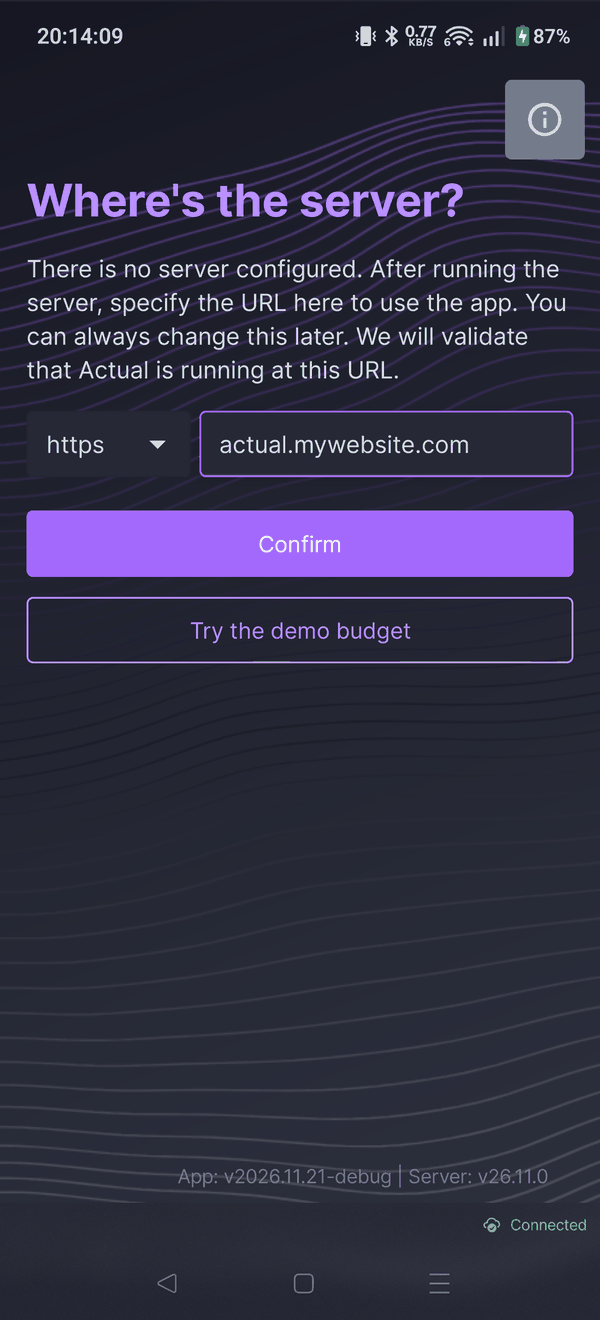 20:14:09
0.77
KB/S
6
87%
Where's the server?
There is no server configured. After running the
server, specify the URL here to use the app. You
can always change this later. We will validate
that Actual is running at this URL.
https
actual.mywebsite.com
Confirm
Try the demo budget
App: v2026.11.21-debug | Server: v26.11.0
Connected